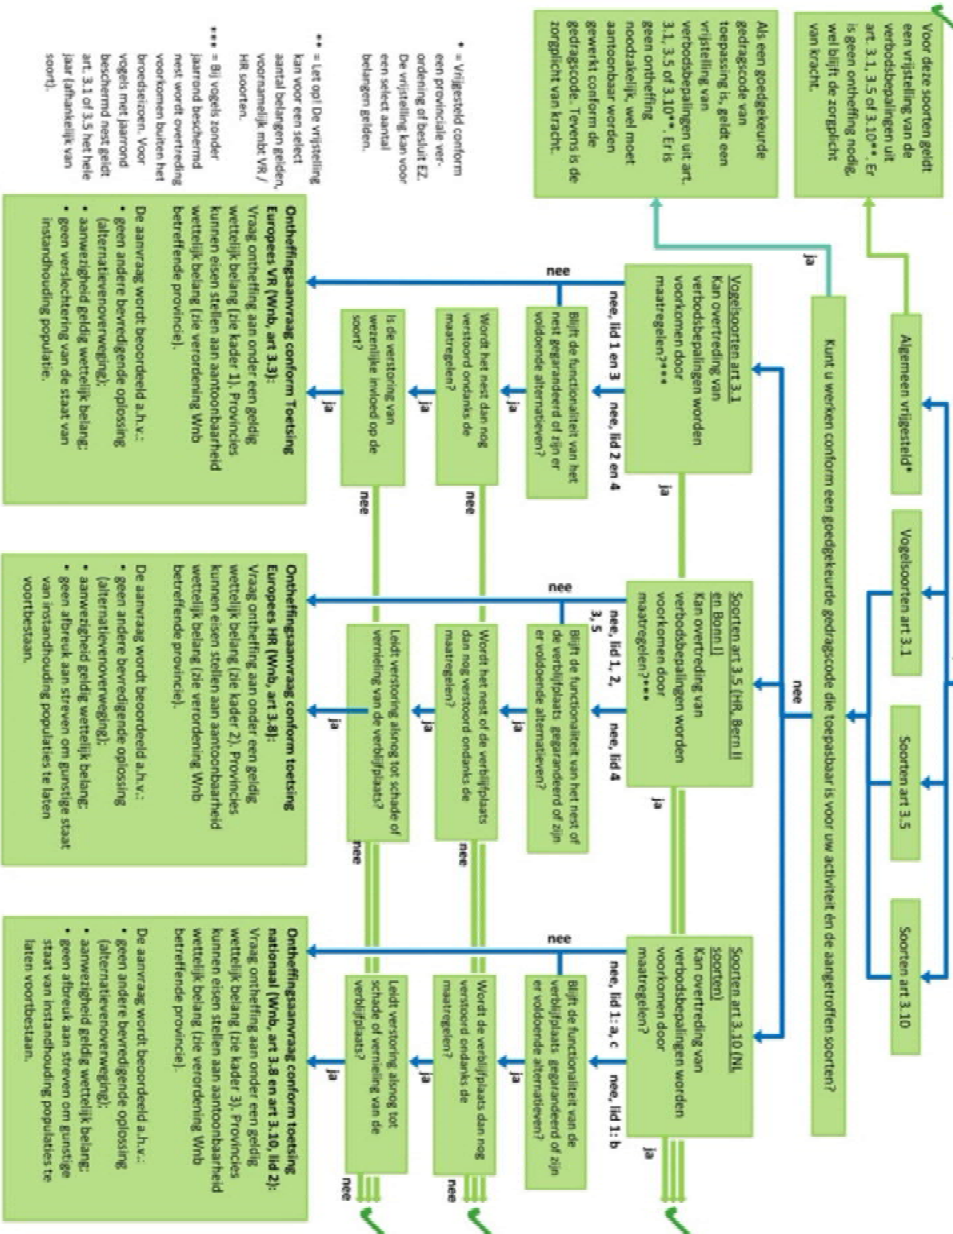 Voor deze soorten geldt
een vrijstelling van de
verbodsbepalingen uit
art. 3.1, 3.5 of 3.10**. Er
is geen ontheffing nodig,
wel blijft de zorgplicht
van kracht.
Als een goedgekeurde
gedragscode van
toepassing is, geldt een
vrijstelling van
verbodsbepalingen uit art.
3.1, 3.5 of 3.10**. Er is
geen ontheffing
noodzakelijk, wel moet
aantoonbaar worden
gewerkt conform de
gedragscode. Tevens is de
zorgplicht van kracht.
* = Vrijgesteld conform
een provinciale ver-
ordening of besluit EZ.
De vrijstelling kan voor
een select aantal
belangen gelden.
** = Let op! De vrijstelling
kan voor een select
aantal belangen gelden,
voornamelijk mbt VR /
HR soorten.
*** = Bij vogels zonder
jaarrond beschermd
nest wordt overtreding
voorkomen buiten het
broedseizoen. Voor
vogels met jaarrond
beschermd nest geldt
art. 3.1 of 3.5 het hele
jaar (afhankelijk van
soort).
Algemeen vrijgesteld*
Vogelsoorten art 3.1
Soorten art 3.5
Soorten art 3.10
ja
Kunt u werken conform een goedgekeurde gedragscode die toepasbaar is voor uw activiteit én de aangetroffen soorten?
nee
Vogelsoorten art 3.1
Kan overtreding van
verbodsbepalingen worden
voorkomen door
maatregelen?***
ja
nee
nee, lid 1 en 3
nee, lid 2 en 4
Blijft de functionaliteit van het
nest gegarandeerd of zijn er
voldoende alternatieven?
ja
Wordt het nest dan nog
verstoord ondanks de
maatregelen?
nee
ja
Is de verstoring van
wezenlijke invloed op de
soort?
nee
ja
Ontheffingsaanvraag conform Toetsing
Europees VR (Wnb, art 3.3):
Vraag ontheffing aan onder een geldig
wettelijk belang (zie kader 1). Provincies
kunnen eisen stellen aan aantoonbaarheid
wettelijk belang (zie verordening Wnb
betreffende provincie).
De aanvraag wordt beoordeeld a.h.v.:
• geen andere bevredigende oplossing
(alternatievenoverweging);
• aanwezigheid geldig wettelijk belang;
• geen verslechtering van de staat van
instandhouding populatie.
Soorten art 3.5 (HR, Bern II
en Bonn I)
Kan overtreding van
verbodsbepalingen worden
voorkomen door
maatregelen?***
ja
nee
nee, lid 1, 2,
3, 5
nee, lid 4
Blijft de functionaliteit van het nest of
de verblijfplaats gegarandeerd of zijn
er voldoende alternatieven?
ja
Wordt het nest of de verblijfplaats
dan nog verstoord ondanks de
maatregelen?
nee
ja
Leidt verstoring alsnog tot schade of
vernieling van de verblijfplaats?
nee
ja
Ontheffingsaanvraag conform toetsing
Europees HR (Wnb, art 3.8):
Vraag ontheffing aan onder een geldig
wettelijk belang (zie kader 2). Provincies
kunnen eisen stellen aan aantoonbaarheid
wettelijk belang (zie verordening Wnb
betreffende provincie).
De aanvraag wordt beoordeeld a.h.v.:
• geen andere bevredigende oplossing
(alternatievenoverweging);
• aanwezigheid geldig wettelijk belang;
• geen afbreuk aan streven om gunstige staat
van instandhouding populaties te laten
voortbestaan.
Soorten art 3.10 (NL
soorten)
Kan overtreding van
verbodsbepalingen worden
voorkomen door
maatregelen?
ja
nee
nee, lid 1: a, c
nee, lid 1: b
Blijft de functionaliteit van de
verblijfplaats gegarandeerd of zijn
er voldoende alternatieven?
ja
Wordt de verblijfplaats dan nog
verstoord ondanks de
maatregelen?
nee
ja
Leidt verstoring alsnog tot
schade of vernieling van de
verblijfplaats?
nee
ja
Ontheffingsaanvraag conform toetsing
nationaal (Wnb, art 3.8 en art 3.10, lid 2):
Vraag ontheffing aan onder een geldig
wettelijk belang (zie kader 3). Provincies
kunnen eisen stellen aan aantoonbaarheid
wettelijk belang (zie verordening Wnb
betreffende provincie).
De aanvraag wordt beoordeeld a.h.v.:
• geen andere bevredigende oplossing
(alternatievenoverweging);
• aanwezigheid geldig wettelijk belang;
• geen afbreuk aan streven om gunstige
staat van instandhouding populaties te
laten voortbestaan.